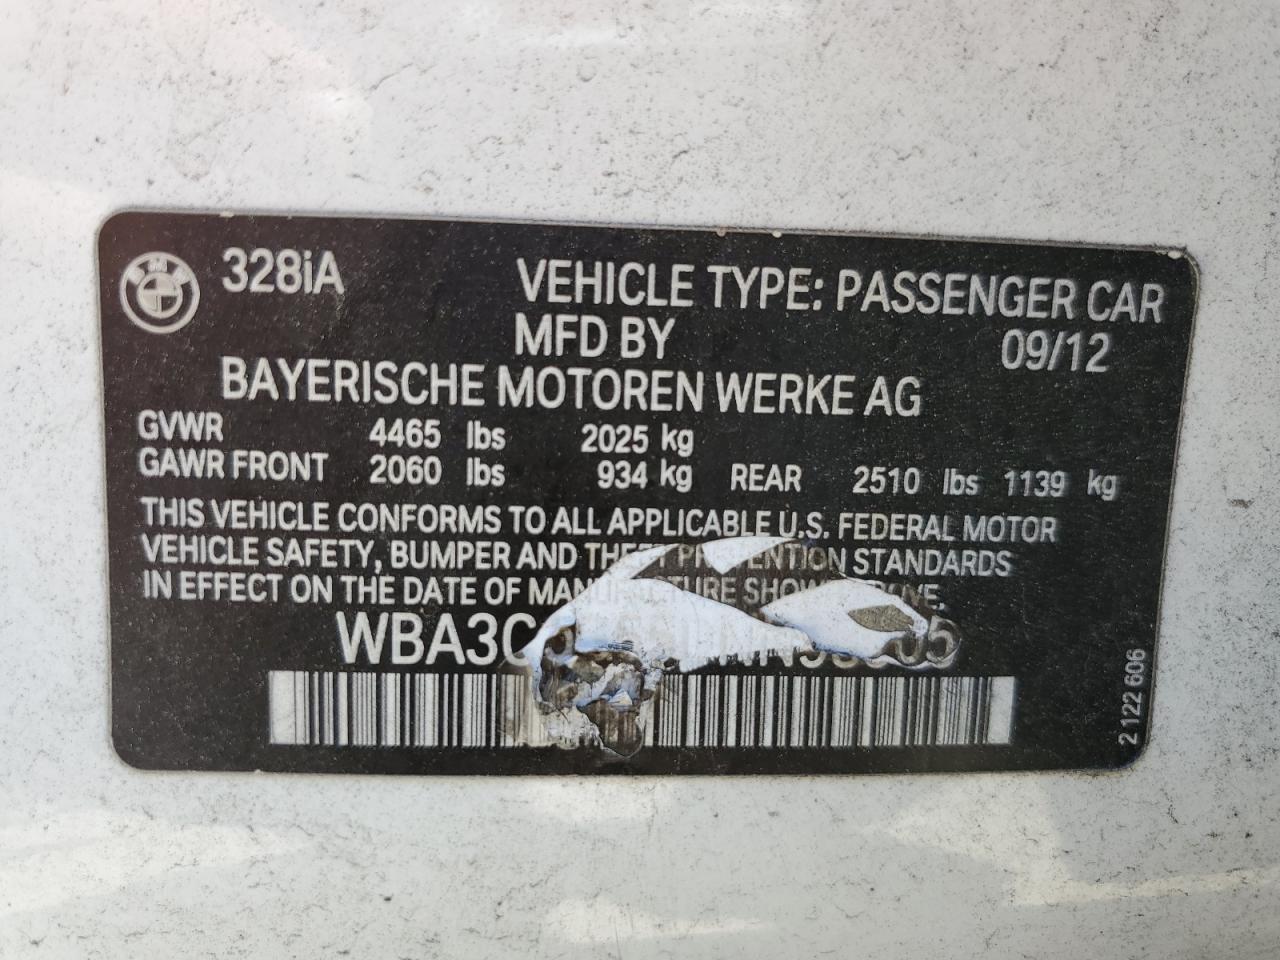 BMW 328iA VEHICLE TYPE: PASSENGER CAR
MFD BY 09/12
BAYERISCHE MOTOREN WERKE AG
GVWR 4465 lbs 2025 kg
GAWR FRONT 2060 lbs 934 kg REAR 2510 lbs 1139 kg
THIS VEHICLE CONFORMS TO ALL APPLICABLE U.S. FEDERAL MOTOR
VEHICLE SAFETY, BUMPER AND THEFT PREVENTION STANDARDS
IN EFFECT ON THE DATE OF MANUFACTURE SHOWN ABOVE.
2 122 606